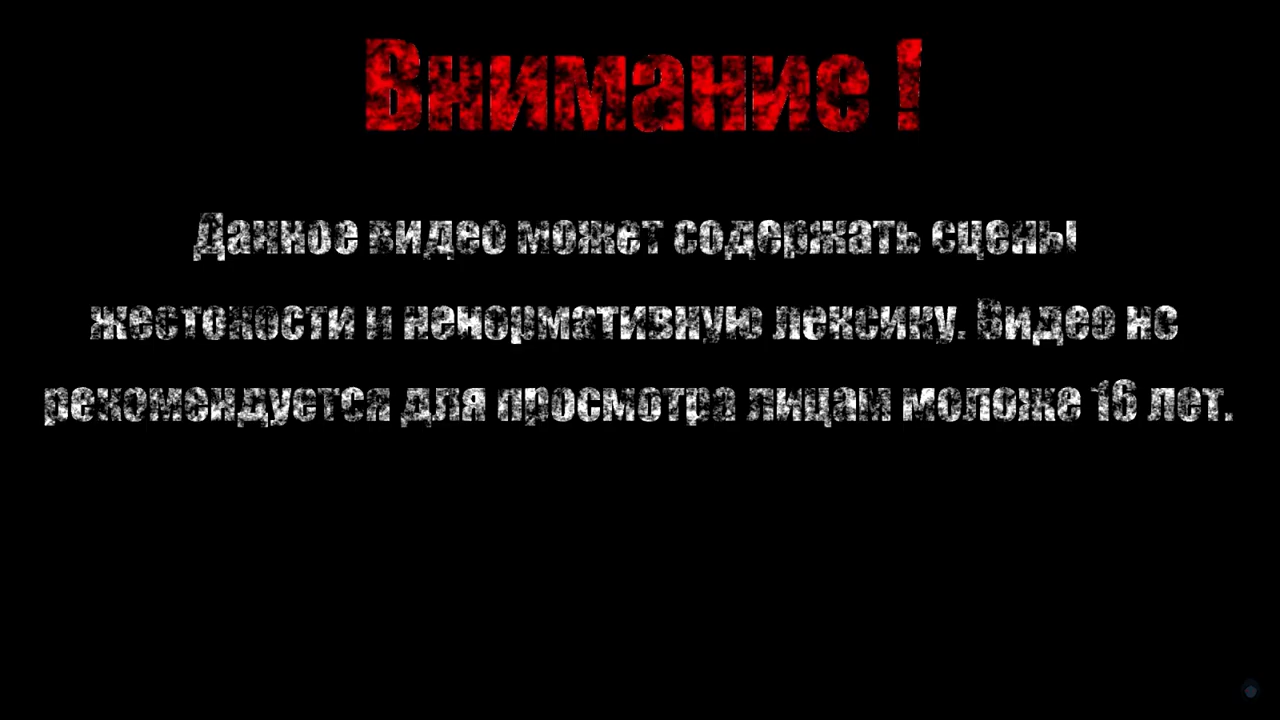 Внимание !
Данное видео может содержать сцены
жестокости и ненормативную лексику. Видео не
рекомендуется для просмотра лицам моложе 16 лет.